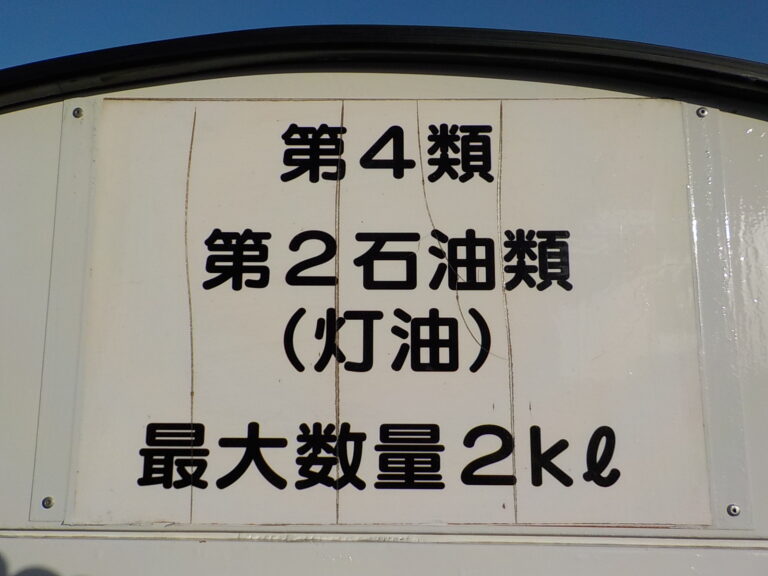 第４類
第２石油類
（灯油）
最大数量２kℓ